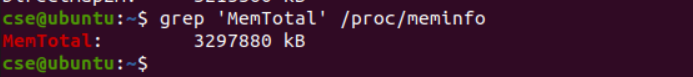 cse@ubuntu:~$ grep 'MemTotal' /proc/meminfo
MemTotal:        3297880 kB
cse@ubuntu:~$